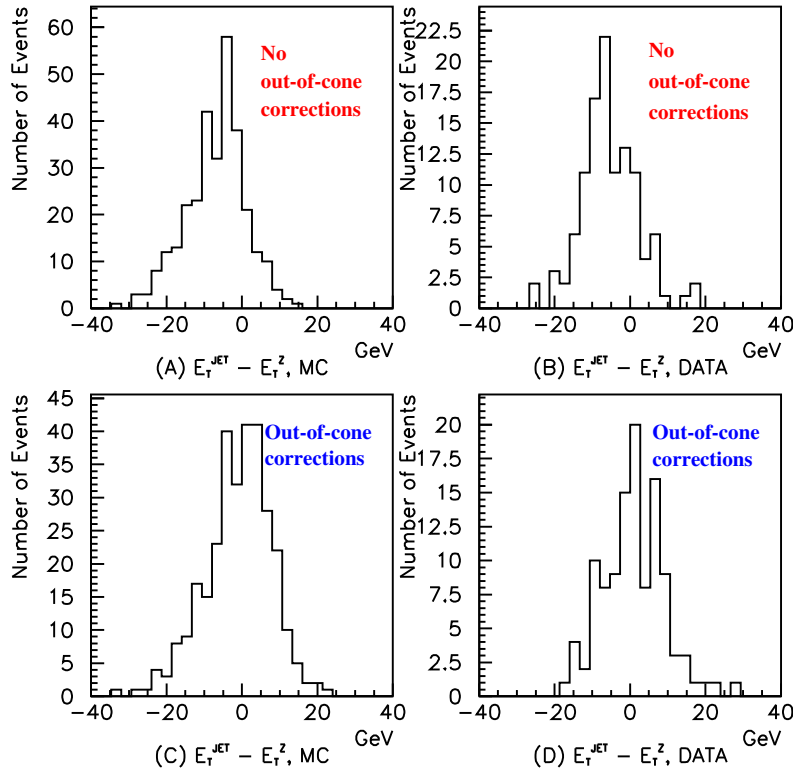 Number of Events
60
50
40
30
20
10
0
No
out-of-cone
corrections
-40 -20 0 20 40
GeV
(A) E_T^JET − E_T^Z, MC
Number of Events
22.5
20
17.5
15
12.5
10
7.5
5
2.5
0
No
out-of-cone
corrections
-40 -20 0 20 40
GeV
(B) E_T^JET − E_T^Z, DATA
Number of Events
45
40
35
30
25
20
15
10
5
0
Out-of-cone
corrections
-40 -20 0 20 40
GeV
(C) E_T^JET − E_T^Z, MC
Number of Events
20
17.5
15
12.5
10
7.5
5
2.5
0
Out-of-cone
corrections
-40 -20 0 20 40
GeV
(D) E_T^JET − E_T^Z, DATA